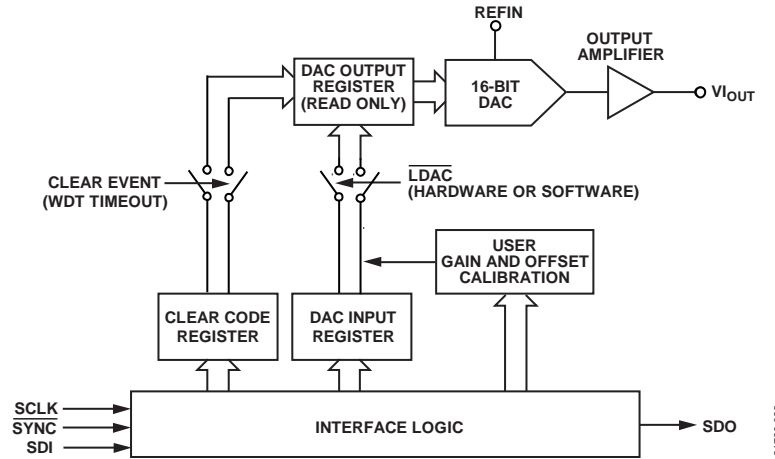 REFIN
OUTPUT
AMPLIFIER
DAC OUTPUT
REGISTER
(READ ONLY)
16-BIT
DAC
VIOUT
CLEAR EVENT
(WDT TIMEOUT)
LDAC
(HARDWARE OR SOFTWARE)
USER
GAIN AND OFFSET
CALIBRATION
CLEAR CODE
REGISTER
DAC INPUT
REGISTER
SCLK
SYNC
SDI
INTERFACE LOGIC
SDO